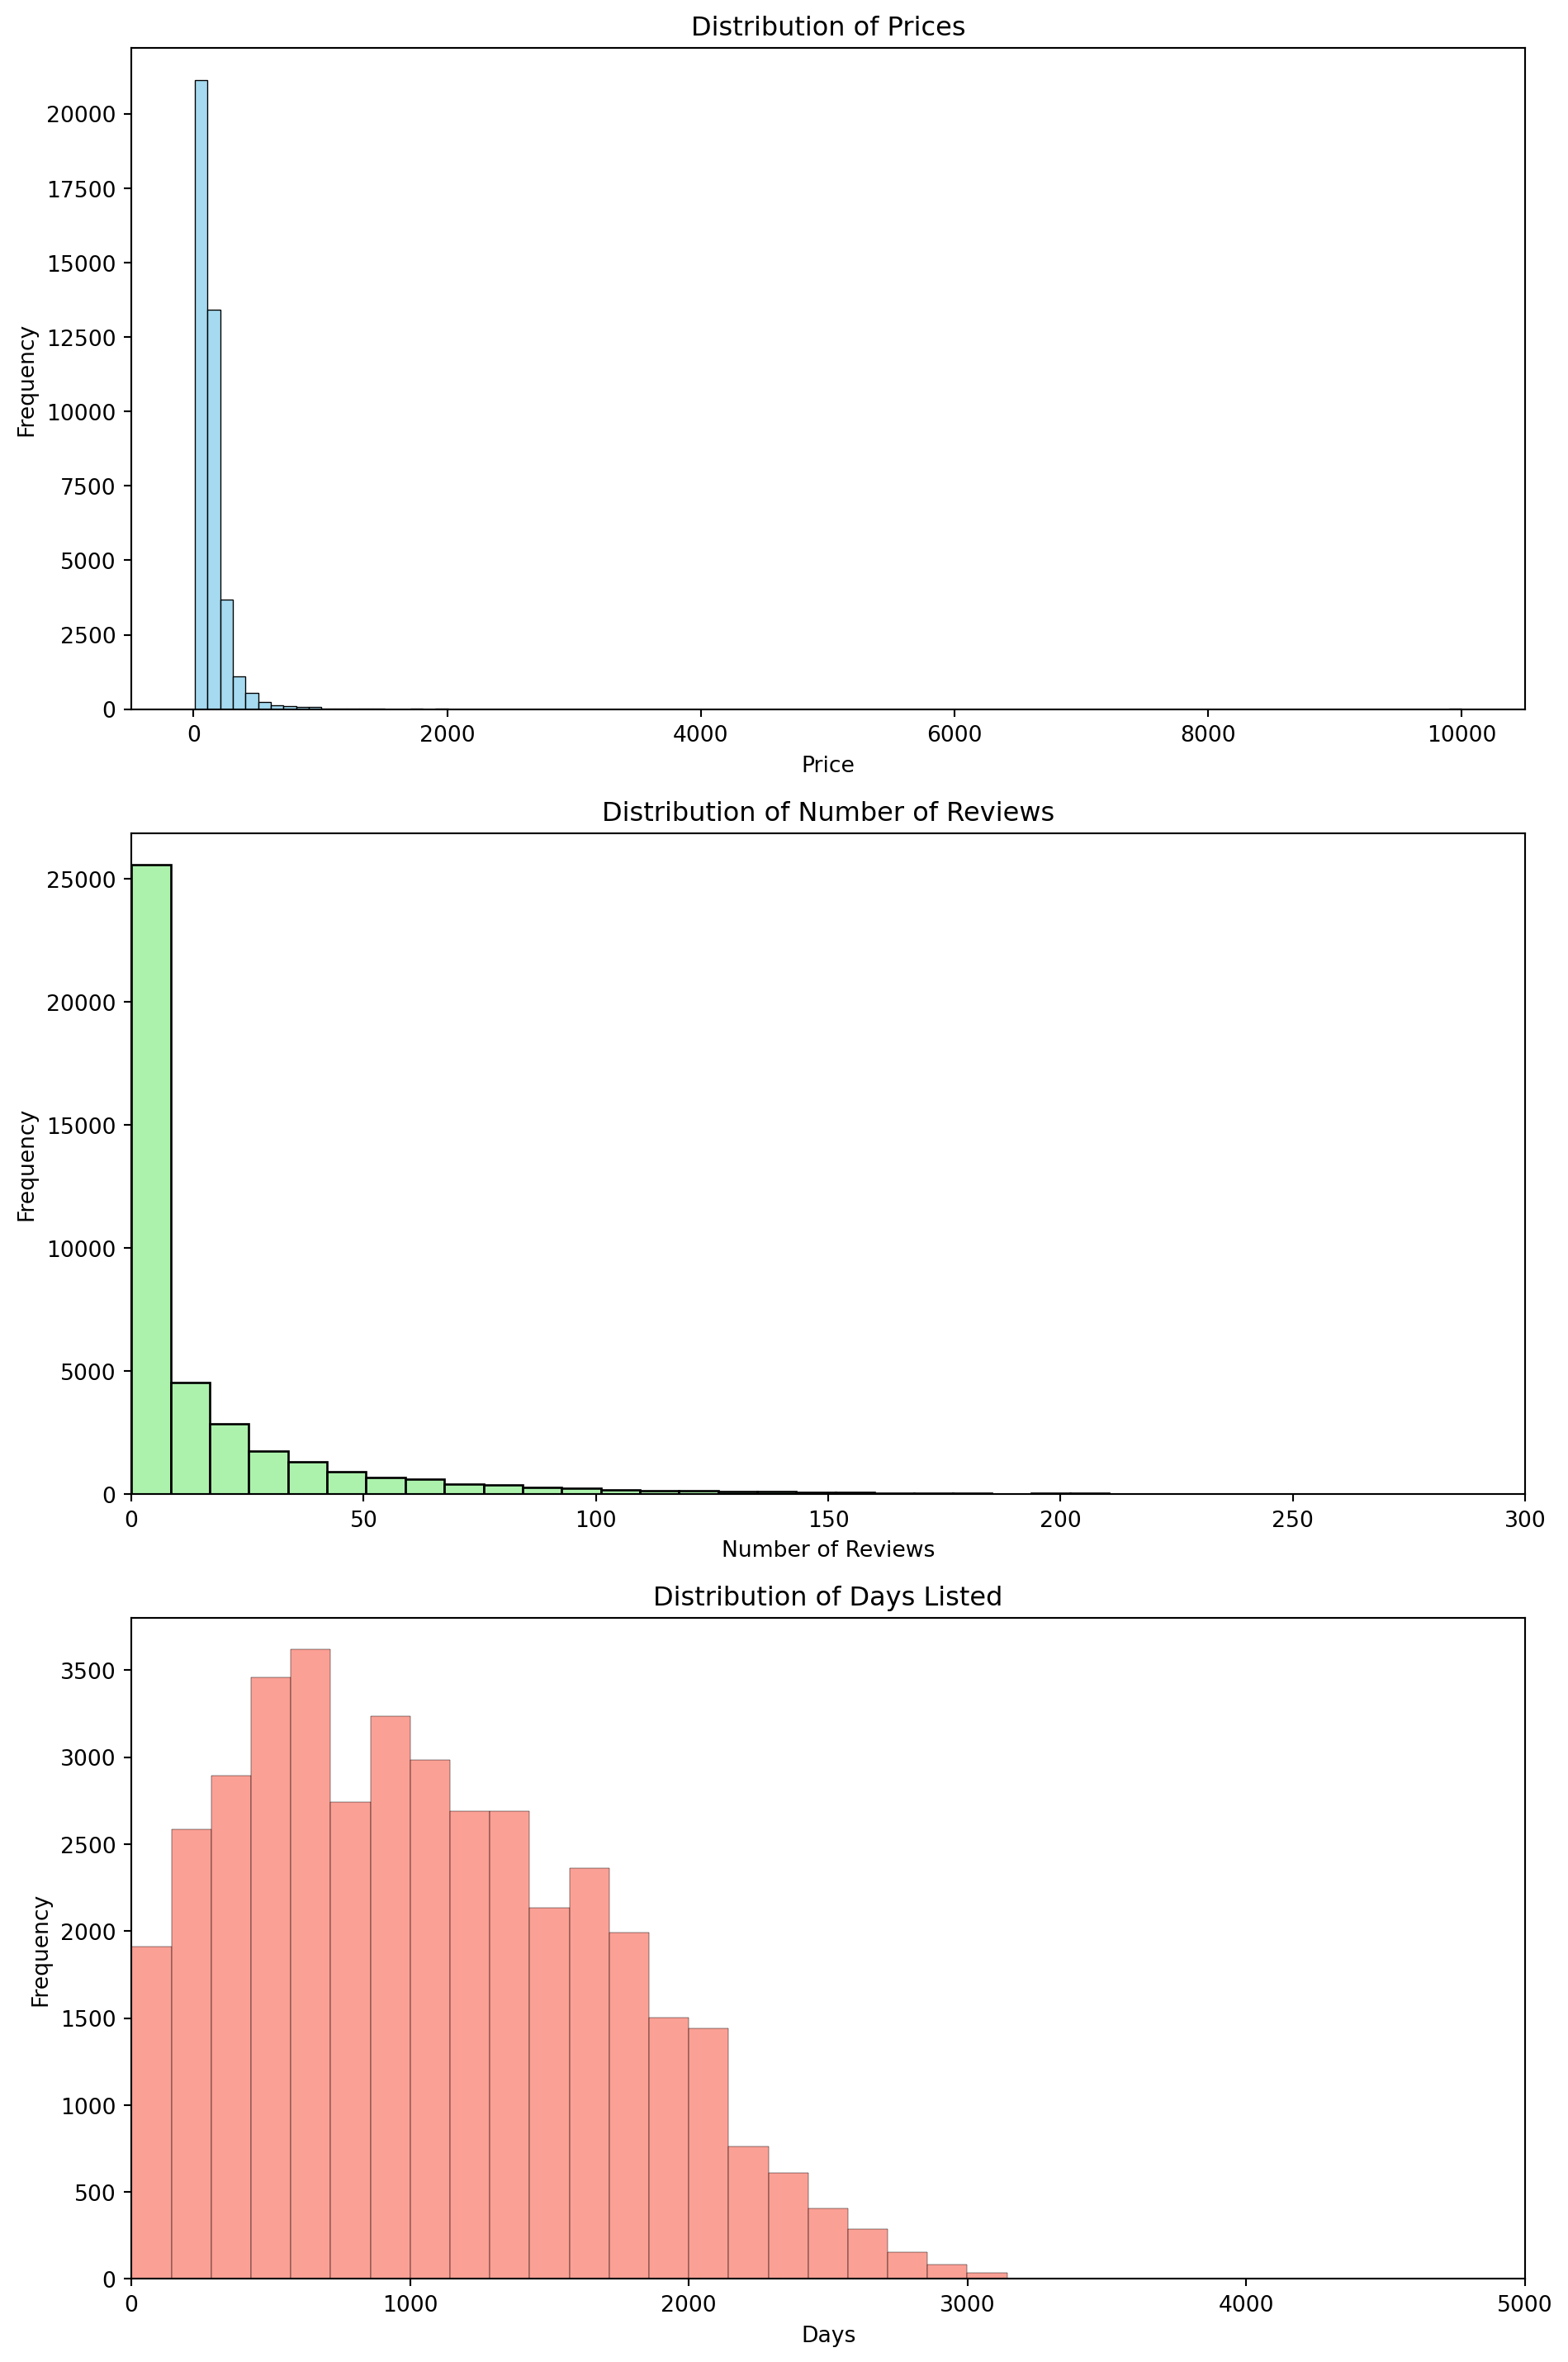 Distribution of Prices
20000
17500
15000
12500
10000
7500
5000
2500
0
Frequency
0 2000 4000 6000 8000 10000
Price
Distribution of Number of Reviews
25000
20000
15000
10000
5000
0
Frequency
0 50 100 150 200 250 300
Number of Reviews
Distribution of Days Listed
3500
3000
2500
2000
1500
1000
500
0
Frequency
0 1000 2000 3000 4000 5000
Days